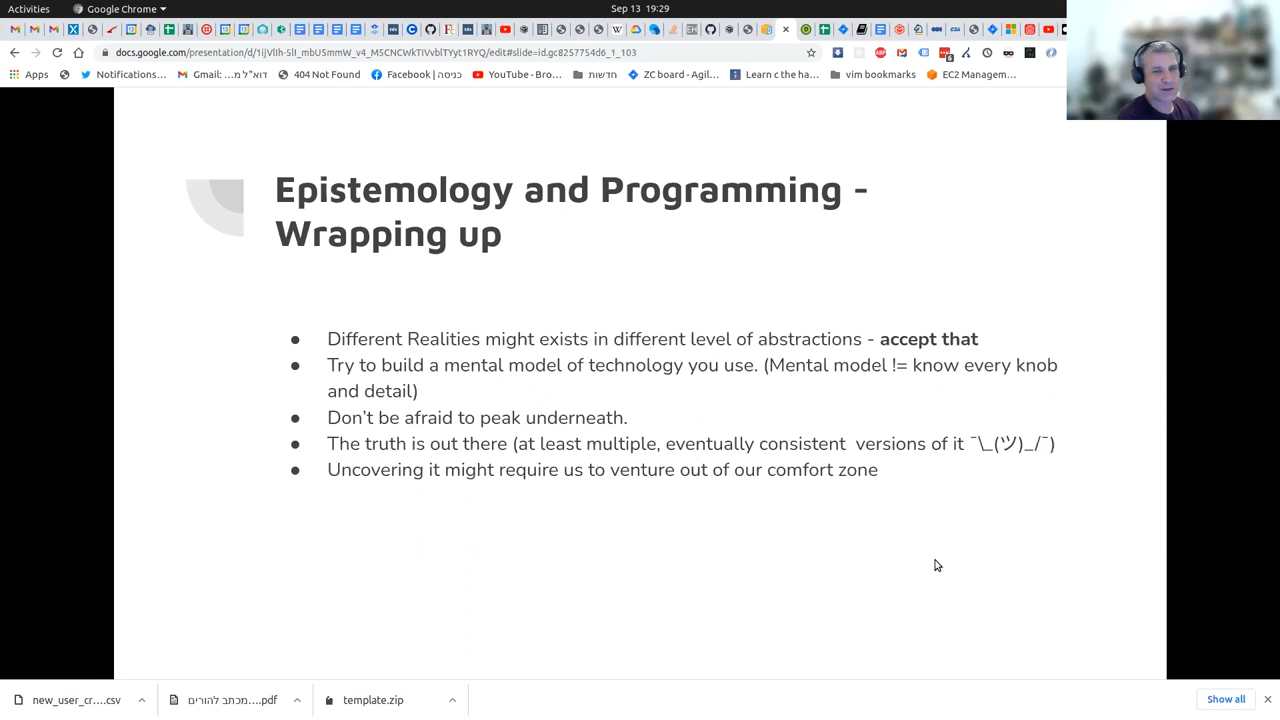 Activities
Google Chrome
Sep 13 19:29
docs.google.com/presentation/d/1ijVlIh-5lI_mbU5mmW_v4_M5CNCWkTIVvblTYyt1RYQ/edit#slide=id.gc8257754d6_1_103
Apps
Notifications...
Gmail: ...דוא"ל מ
404 Not Found
Facebook | כניסה
YouTube - Bro...
חדשות
ZC board - Agil...
Learn c the ha...
vim bookmarks
EC2 Managem...
Epistemology and Programming -
Wrapping up
● Different Realities might exists in different level of abstractions - accept that
● Try to build a mental model of technology you use. (Mental model != know every knob
and detail)
● Don't be afraid to peak underneath.
● The truth is out there (at least multiple, eventually consistent versions of it ¯\_(ツ)_/¯)
● Uncovering it might require us to venture out of our comfort zone
new_user_cr....csv
מכתב להורים....pdf
template.zip
Show all